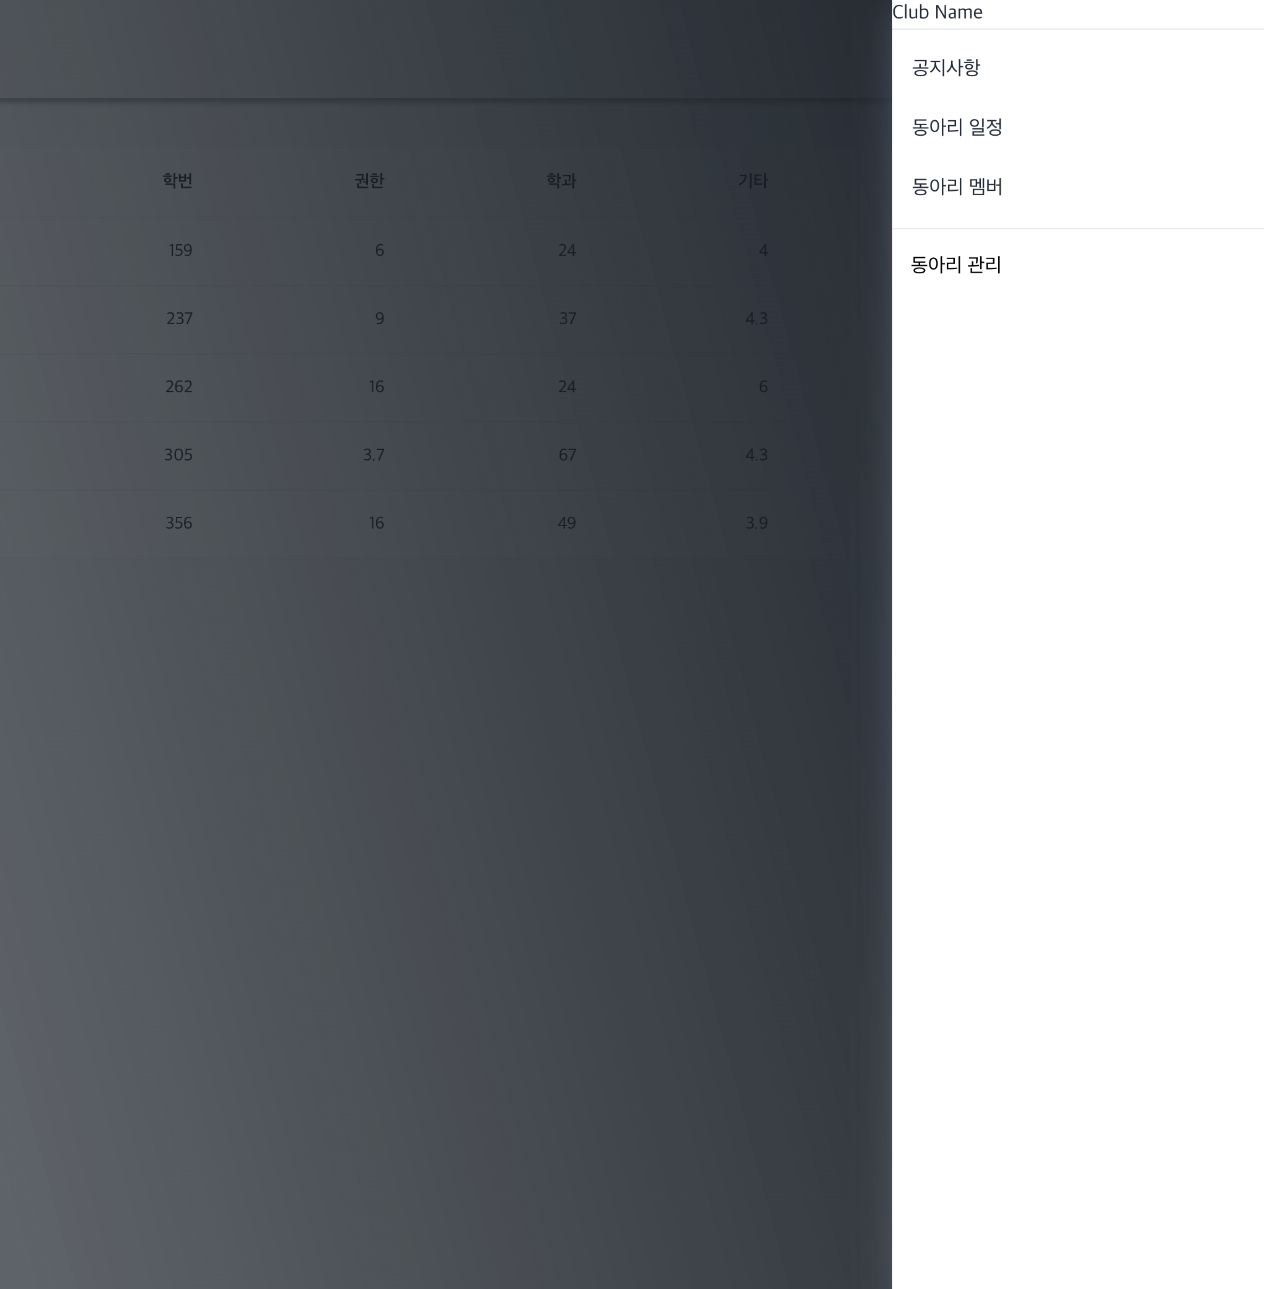 Club Name
공지사항
동아리 일정
동아리 멤버
동아리 관리
학번 권한 학과 기타
159 6 24 4
237 9 37 4.3
262 16 24 6
305 3.7 67 4.3
356 16 49 3.9